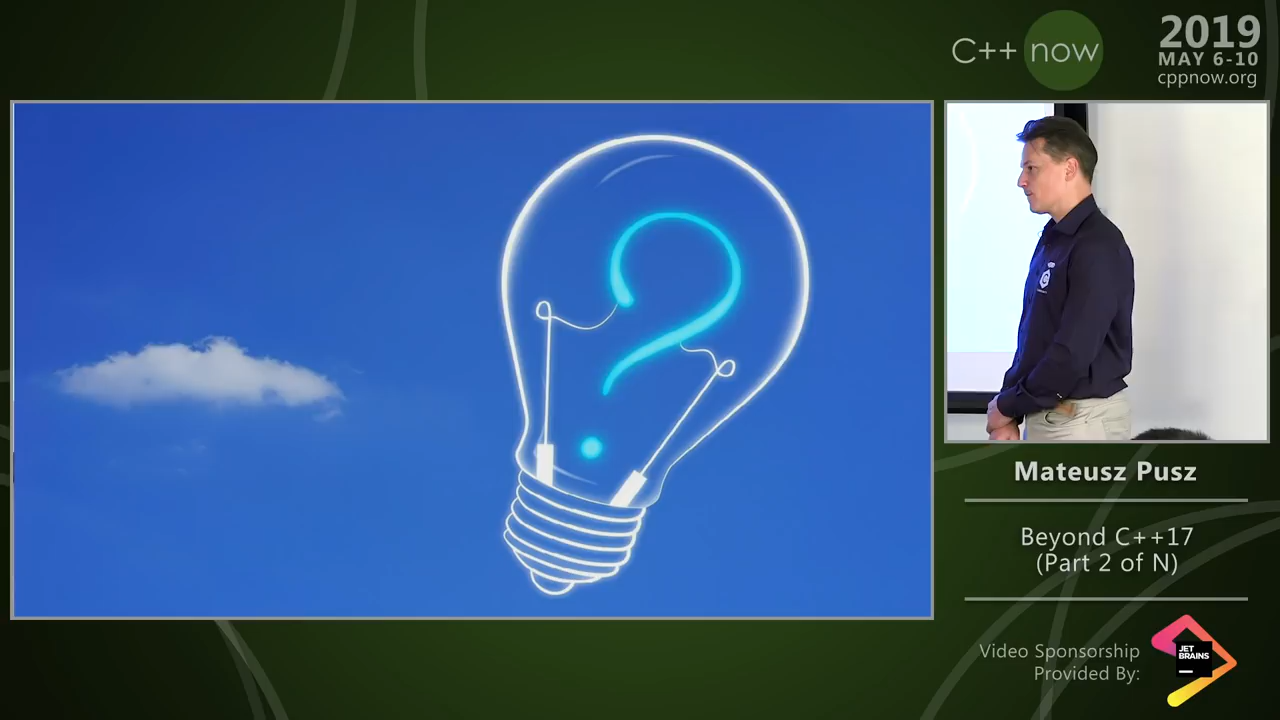 C++ now
2019
MAY 6-10
cppnow.org
Mateusz Pusz
Beyond C++17
(Part 2 of N)
Video Sponsorship
Provided By:
JET
BRAINS